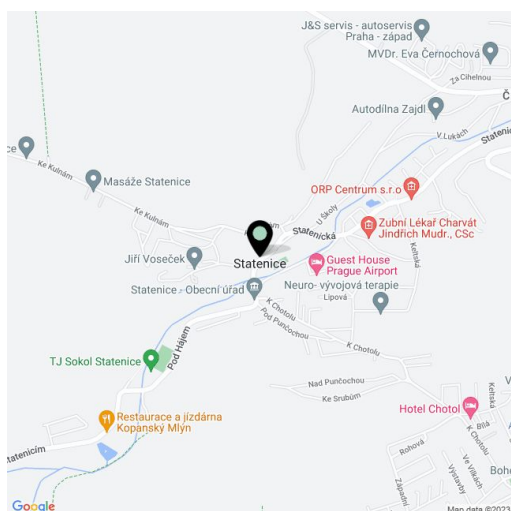 J&S servis - autoservis
Praha - západ
MVDr. Eva Černochová
Za Cihelnou
Autodílna Zajdl
V Lukách
Ke Kulnám
Masáže Statenice
ORP Centrum s.r.o
U Školy
Ke Kulnám
Statenická
Zubní Lékař Charvát
Jindřich Mudr., CSc
Keltská
Jiří Voseček
Statenice
Guest House
Prague Airport
Statenice - Obecní úřad
Neuro- vývojová terapie
Lipová
K Chotolu
Pod Punčochou
Pod Hájem
K Chotolu
TJ Sokol Statenice
Nad Punčochou
Ke Srubům
Keltská
Hotel Chotol
Restaurace a jízdárna
Kopanský Mlýn
Bílá
K Chotolu
Rohová
Ve Vilkách
Výstavby
Západní
Google
Map data ©2023